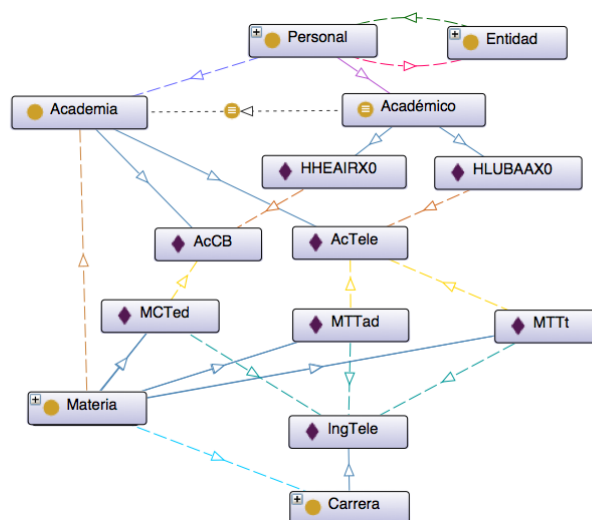 Personal
Entidad
Academia
Académico
HHEAIRX0
HLUBAAX0
AcCB
AcTele
MCTed
MTTad
MTTt
Materia
IngTele
Carrera